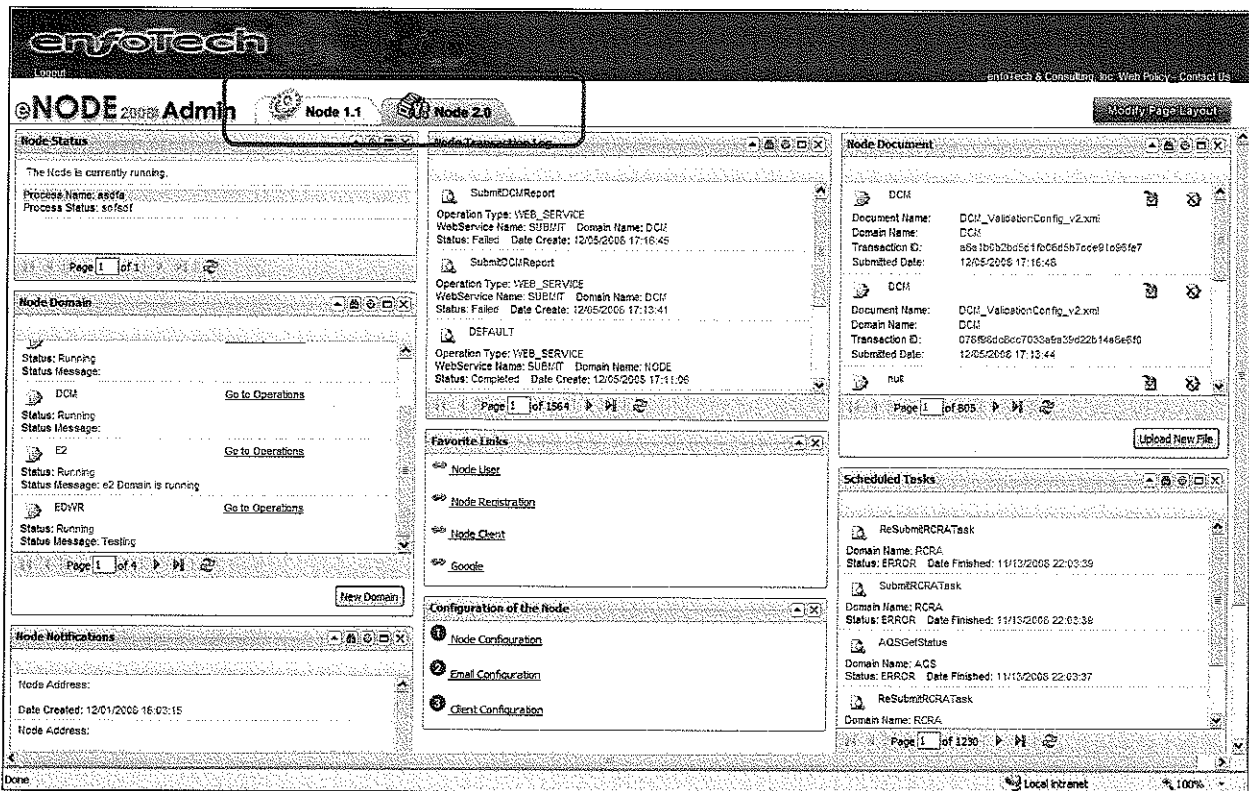 enfoTech
Logout
enfoTech & Consulting, Inc. Web Policy - Contact Us
eNODE 2008 Admin
Node 1.1
Node 2.0
Modify Page Layout
Node Status
The Node is currently running.
Process Name: asdfa
Process Status: sofsdf
Page 1 of 1
Node Domain
Status: Running
Status Message:
DCM Go to Operations
Status: Running
Status Message:
E2 Go to Operations
Status: Running
Status Message: e2 Domain is running
EDWR Go to Operations
Status: Running
Status Message: Testing
Page 1 of 4
New Domain
Node Notifications
Node Address:
Date Created: 12/01/2008 16:03:15
Node Address:
Node Transaction Log
SubmitDCMReport
Operation Type: WEB_SERVICE
WebService Name: SUBMIT Domain Name: DCM
Status: Failed Date Create: 12/05/2008 17:16:45
SubmitDCMReport
Operation Type: WEB_SERVICE
WebService Name: SUBMIT Domain Name: DCM
Status: Failed Date Create: 12/05/2008 17:13:41
DEFAULT
Operation Type: WEB_SERVICE
WebService Name: SUBMIT Domain Name: NODE
Status: Completed Date Create: 12/05/2008 17:11:06
Page 1 of 1564
Favorite Links
Node User
Node Registration
Node Client
Google
Configuration of the Node
1 Node Configuration
2 Email Configuration
3 Client Configuration
Node Document
DCM
Document Name: DCM_ValidationConfig_v2.xml
Domain Name: DCM
Transaction ID:
Submitted Date: 12/05/2008 17:16:48
DCM
Document Name: DCM_ValidationConfig_v2.xml
Domain Name: DCM
Transaction ID:
Submitted Date: 12/05/2008 17:13:44
null
Page 1 of 805
Upload New File
Scheduled Tasks
ReSubmitRCRATask
Domain Name: RCRA
Status: ERROR Date Finished: 11/13/2008 22:03:39
SubmitRCRATask
Domain Name: RCRA
Status: ERROR Date Finished: 11/13/2008 22:03:38
AQSGetStatus
Domain Name: AQS
Status: ERROR Date Finished: 11/13/2008 22:03:37
ReSubmitRCRATask
Domain Name: RCRA
Page 1 of 1230
Done
Local intranet
100%